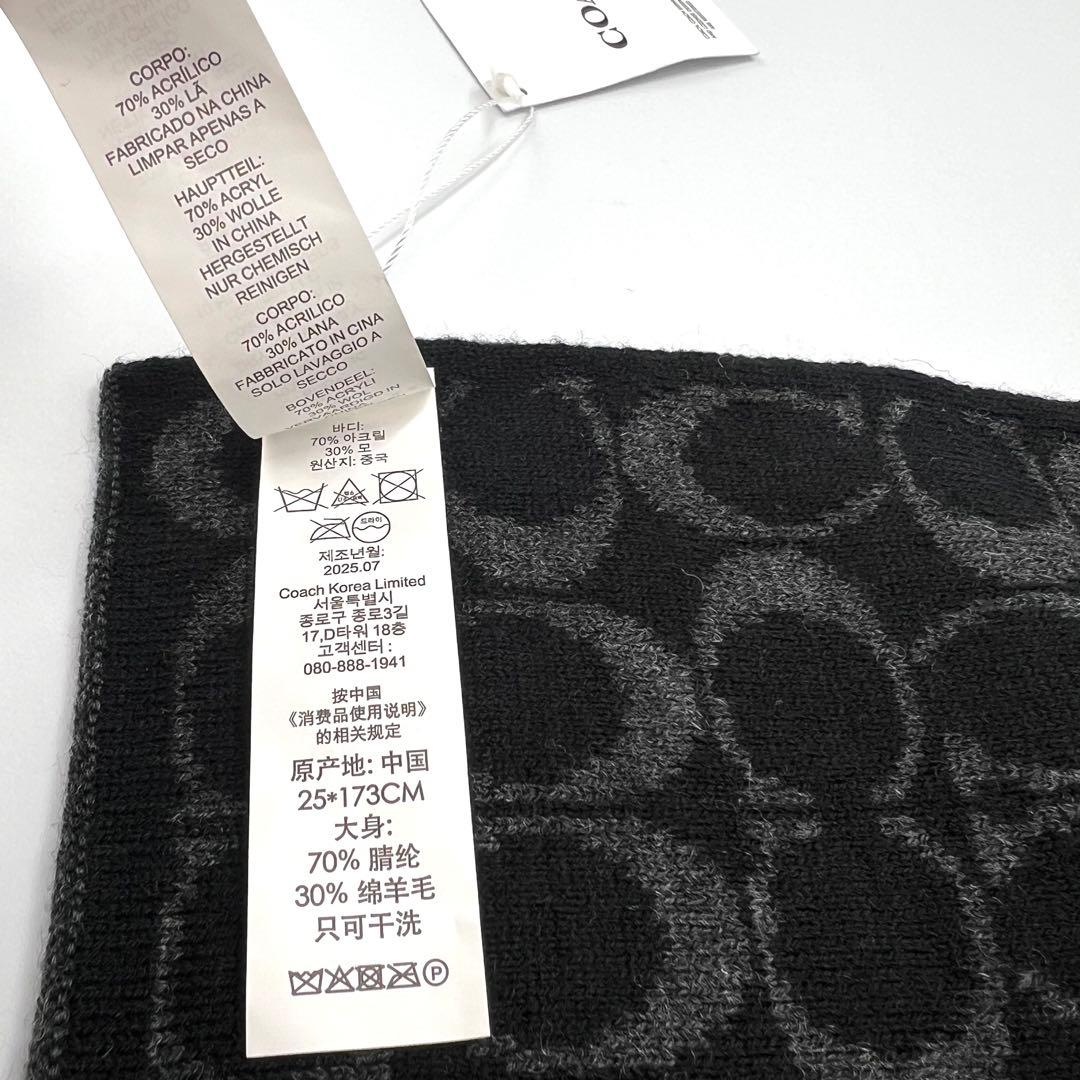 COA
CORPO:
70% ACRÍLICO
30% LÃ
FABRICADO NA CHINA
LIMPAR APENAS A
SECO
HAUPTTEIL:
70% ACRYL
30% WOLLE
IN CHINA
HERGESTELLT
NUR CHEMISCH
REINIGEN
CORPO:
70% ACRILICO
30% LANA
FABBRICATO IN CINA
SOLO LAVAGGIO A
SECCO
BOVENDEEL:
70% ACRYL
30% WOL
바디:
70% 아크릴
30% 모
원산지: 중국
드라이
제조년월:
2025.07
Coach Korea Limited
서울특별시
종로구 종로3길
17,D타워 18층
고객센터 :
080-888-1941
按中国
《消费品使用说明》
的相关规定
原产地: 中国
25*173CM
大身:
70% 腈纶
30% 绵羊毛
只可干洗
P